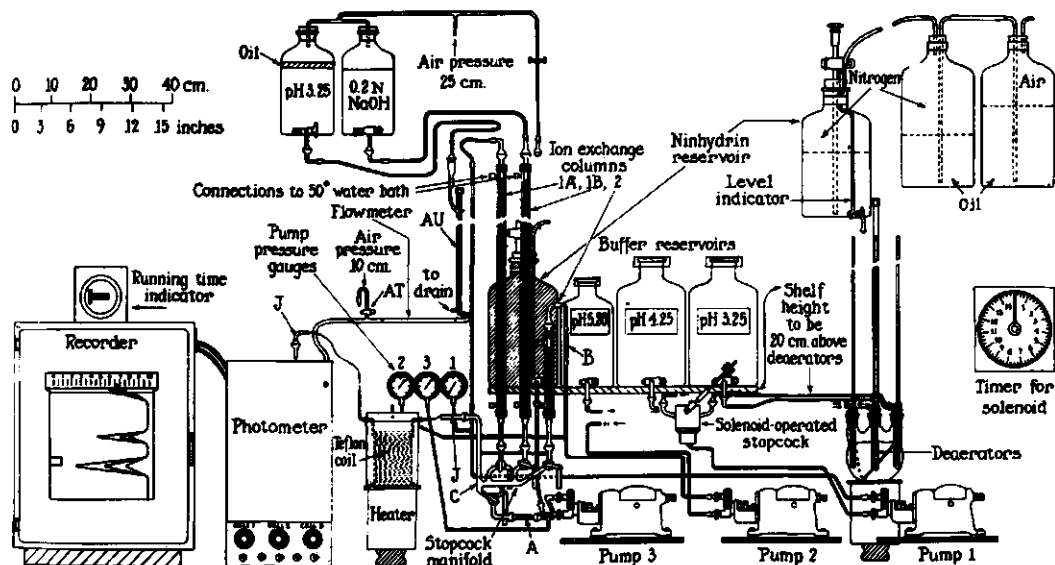 0 10 20 30 40 cm.
0 3 6 9 12 15 inches
Oil
pH 3.25
0.2 N
NaOH
Air pressure
25 cm.
Nitrogen
Air
Oil
Ninhydrin
reservoir
Level
indicator
Ion exchange
columns
1A, 1B, 2
Connections to 50° water bath
Flowmeter
AU
Pump
pressure
gauges
Air
pressure
10 cm.
AT
to
drain
Buffer reservoirs
pH 4.25
pH 3.25
B
Shelf
height
to be
20 cm. above
deaerators
Timer for
solenoid
Running time
indicator
Recorder
J
2 3 1
Photometer
Teflon
coil
Heater
J
C
Stopcock
manifold
A
Solenoid-operated
stopcock
Deaerators
Pump 3
Pump 2
Pump 1